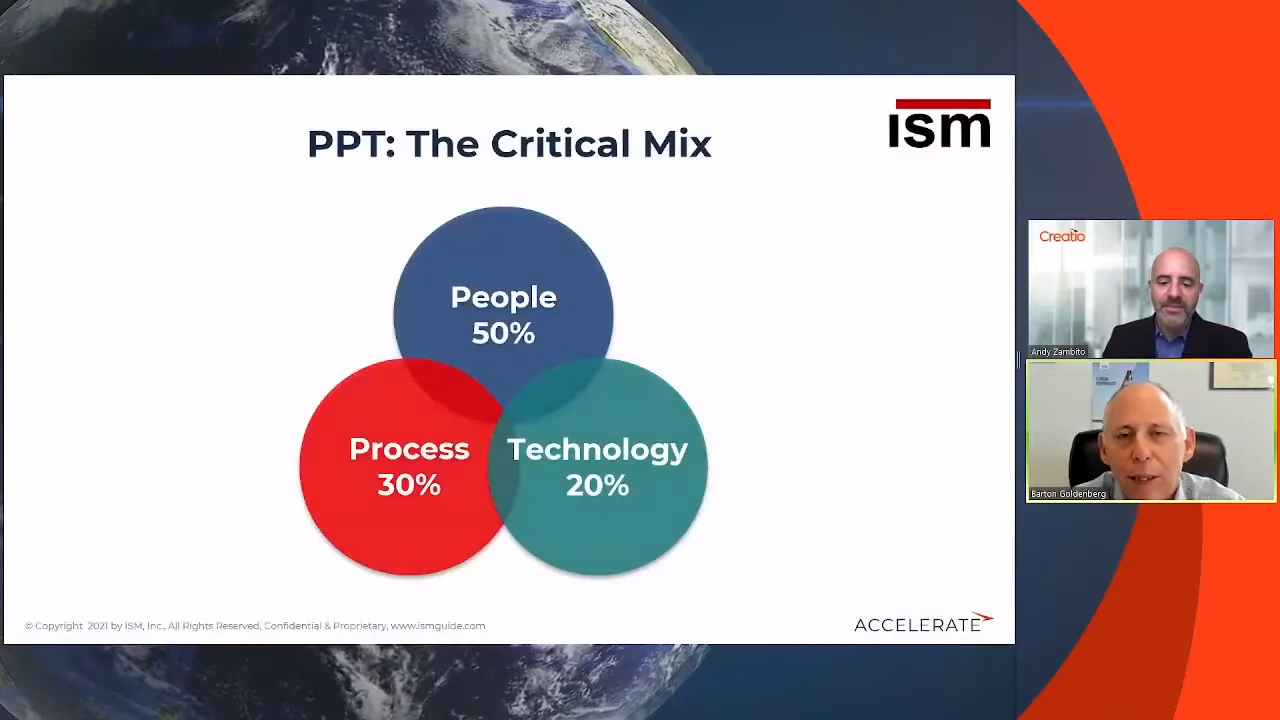 PPT: The Critical Mix
ism
People
50%
Process
30%
Technology
20%
© Copyright 2021 by ISM, Inc., All Rights Reserved, Confidential & Proprietary, www.ismguide.com
ACCELERATE
Creatio
Andy Zambito
Barton Goldenberg